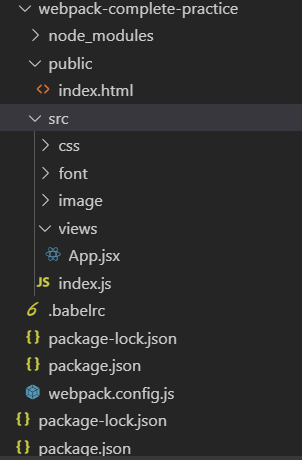 webpack-complete-practice
node_modules
public
<> index.html
src
css
font
image
views
App.jsx
JS index.js
.babelrc
{} package-lock.json
{} package.json
webpack.config.js
{} package-lock.json
{} package.json